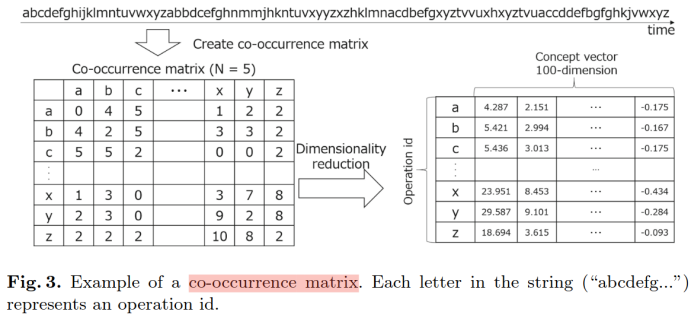 abcdefghijklmntuvwxyzabbdcefghnmmjhkntuvxyyzxzhklmnacdbefgxyztvvuxhxyztvuaccddefbgfghkjvwxyz
time
Create co-occurrence matrix
Co-occurrence matrix (N = 5)
a b c ··· x y z
a 0 4 5 1 2 2
b 4 2 5 3 3 2
c 5 5 2 0 0 2
⋮
x 1 3 0 3 7 8
y 2 3 0 9 2 8
z 2 2 2 10 8 2
Dimensionality
reduction
Concept vector
100-dimension
Operation id
a 4.287 2.151 ··· -0.175
b 5.421 2.994 ··· -0.167
c 5.436 3.013 ··· -0.175
⋮ ...
x 23.951 8.453 ··· -0.434
y 29.587 9.101 ··· -0.284
z 18.694 3.615 ··· -0.093
Fig. 3. Example of a co-occurrence matrix. Each letter in the string (“abcdefg...”)
represents an operation id.